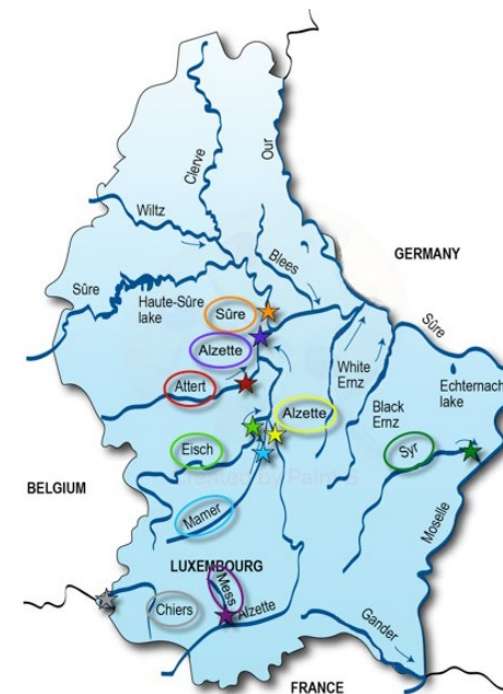 Clerve
Our
Wiltz
Blees
GERMANY
Sûre
Haute-Sûre
lake
Sûre
Sûre
Alzette
White
Ernz
Echternach
lake
Attert
Alzette
Black
Ernz
Eisch
Syr
BELGIUM
Mamer
Moselle
LUXEMBOURG
Mess
Chiers
Alzette
Gander
FRANCE